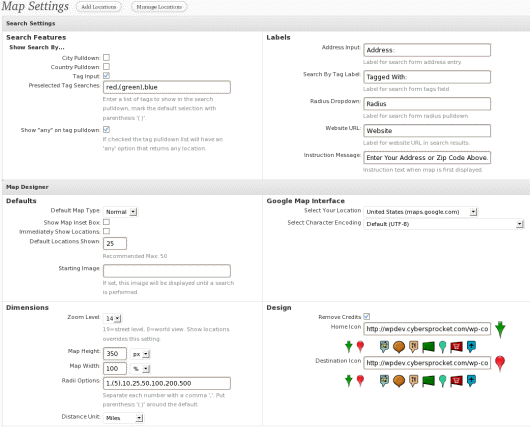 Map Settings
Add Locations
Manage Locations
Search Settings
Search Features
Show Search By...
City Pulldown:
Country Pulldown:
Tag Input:
Preselected Tag Searches: red,(green),blue
Enter a list of tags to show in the search
pulldown, mark the default selection with
parenthesis '( )'.
Show "any" on tag pulldown:
If checked the tag pulldown list will have an
'any' option that returns any location.
Labels
Address Input: Address:
Label for search form address entry.
Search By Tag Label: Tagged With:
Label for search form tags field.
Radius Dropdown: Radius
Label for search form radius pulldown.
Website URL: Website
Label for website URL in search results.
Instruction Message: Enter Your Address or Zip Code Above.
Instruction text when map is first displayed.
Map Designer
Defaults
Default Map Type: Normal
Show Map Inset Box:
Immediately Show Locations:
Default Locations Shown: 25
Recommended Max: 50
Starting Image:
If set, this image will be displayed until a search
is performed.
Google Map Interface
Select Your Location United States (maps.google.com)
Select Character Encoding Default (UTF-8)
Dimensions
Zoom Level: 14
19=street level, 0=world view. Show locations
overrides this setting.
Map Height: 350 px
Map Width: 100 %
Radii Options: 1,(5),10,25,50,100,200,500
Separate each number with a comma ','. Put
parenthesis '( )' around the default.
Distance Unit: Miles
Design
Remove Credits
Home Icon http://wpdev.cybersprocket.com/wp-co
Destination Icon http://wpdev.cybersprocket.com/wp-co